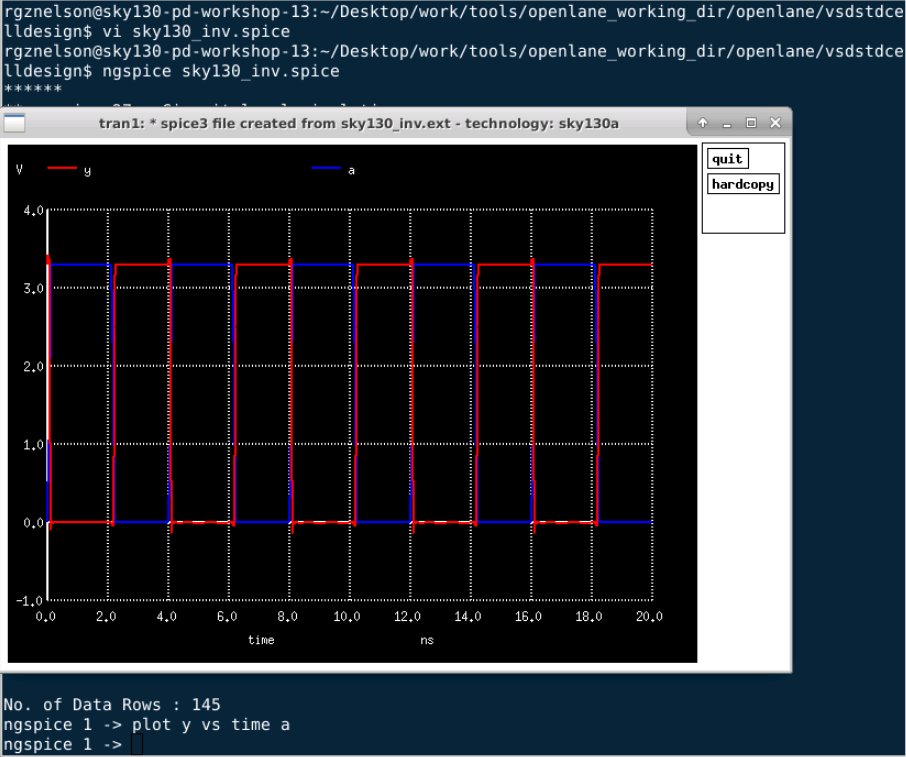 rgznelson@sky130-pd-workshop-13:~/Desktop/work/tools/openlane_working_dir/openlane/vsdstdce
lldesign$ vi sky130_inv.spice
rgznelson@sky130-pd-workshop-13:~/Desktop/work/tools/openlane_working_dir/openlane/vsdstdce
lldesign$ ngspice sky130_inv.spice
******
tran1: * spice3 file created from sky130_inv.ext - technology: sky130a
quit
hardcopy
V y a
4.0
3.0
2.0
1.0
0.0
-1.0
0.0 2.0 4.0 6.0 8.0 10.0 12.0 14.0 16.0 18.0 20.0
time ns
No. of Data Rows : 145
ngspice 1 -> plot y vs time a
ngspice 1 ->